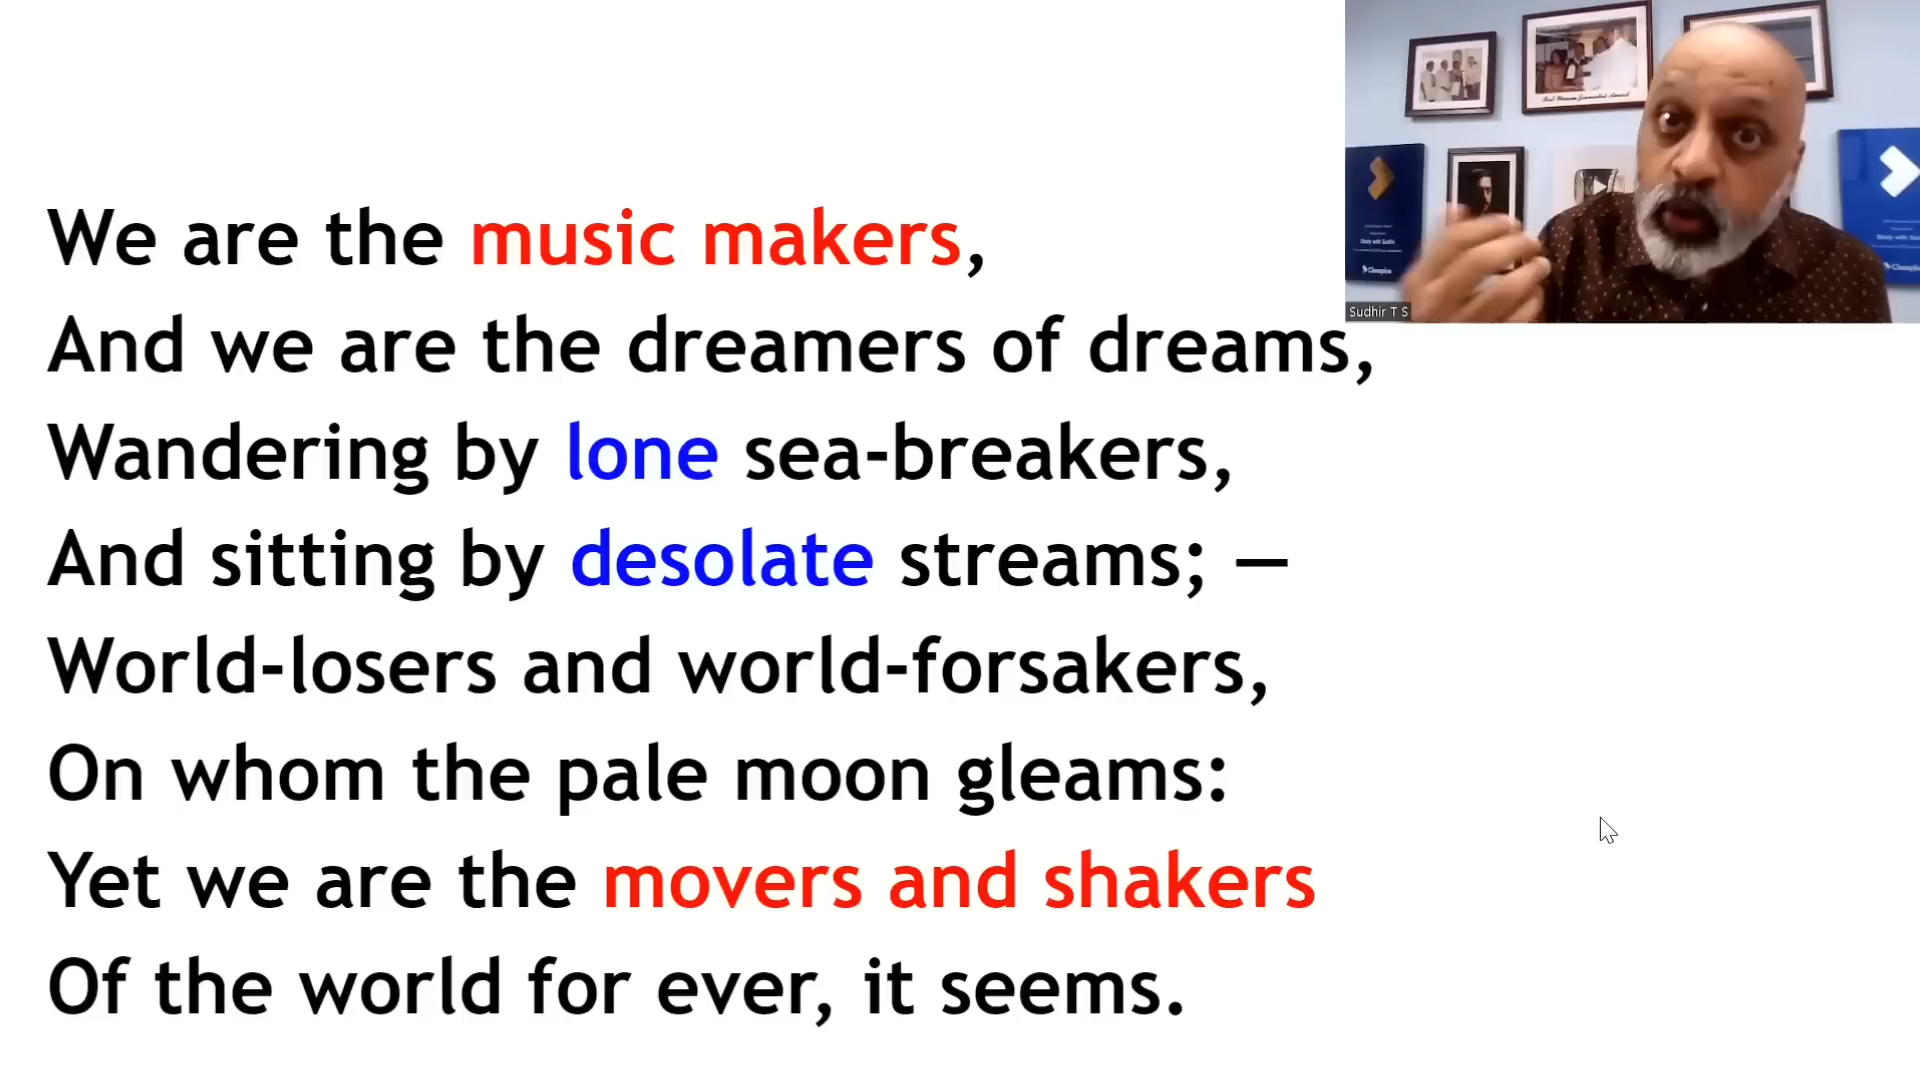 We are the music makers,
And we are the dreamers of dreams,
Wandering by lone sea-breakers,
And sitting by desolate streams; —
World-losers and world-forsakers,
On whom the pale moon gleams:
Yet we are the movers and shakers
Of the world for ever, it seems.
Sudhir T S